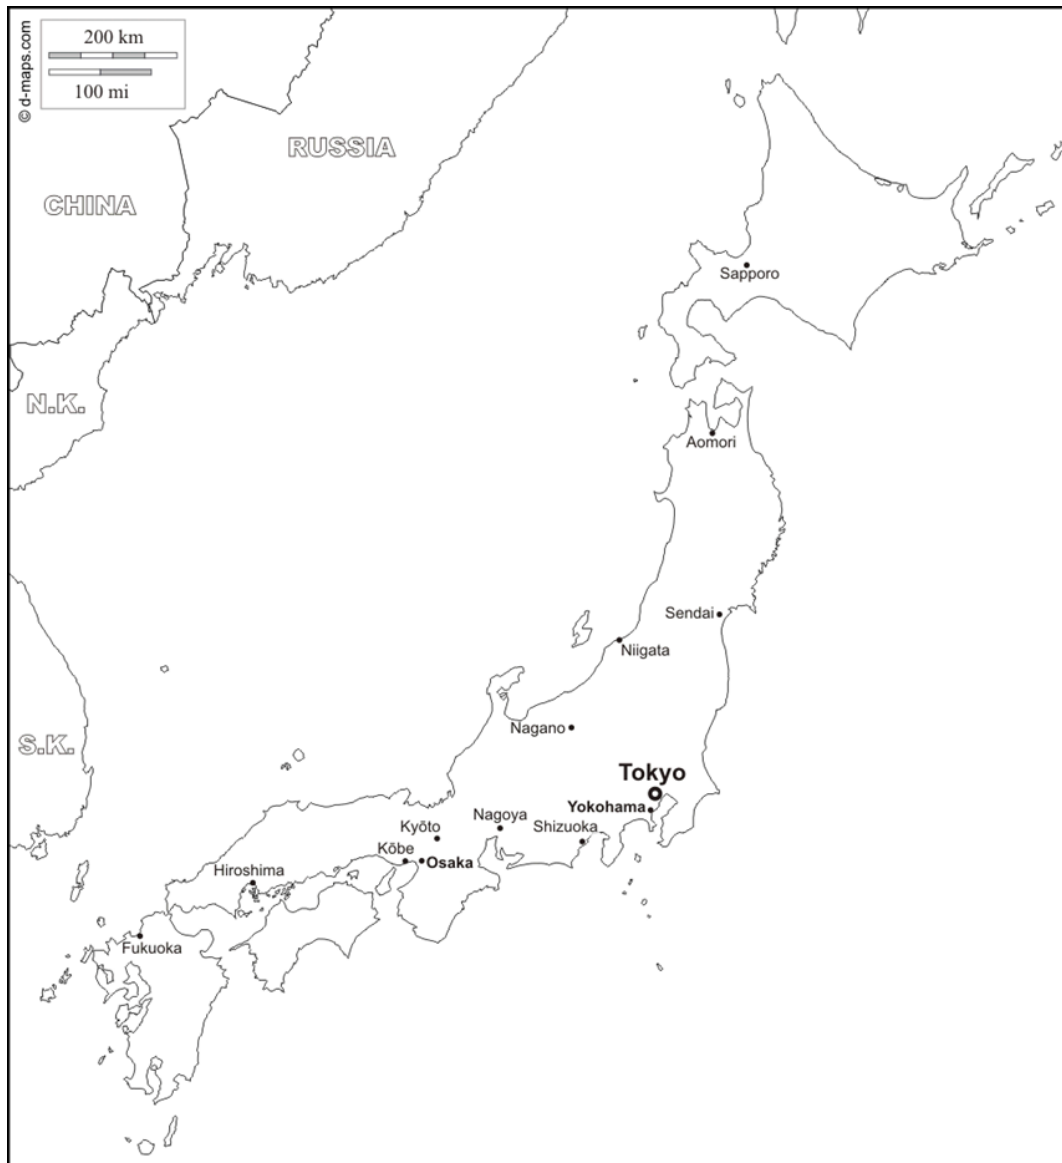 © d-maps.com
200 km
100 mi
RUSSIA
CHINA
Sapporo
N.K.
Aomori
Sendai
Niigata
Nagano
S.K.
Tokyo
Yokohama
Nagoya
Shizuoka
Kyōto
Kōbe
Osaka
Hiroshima
Fukuoka